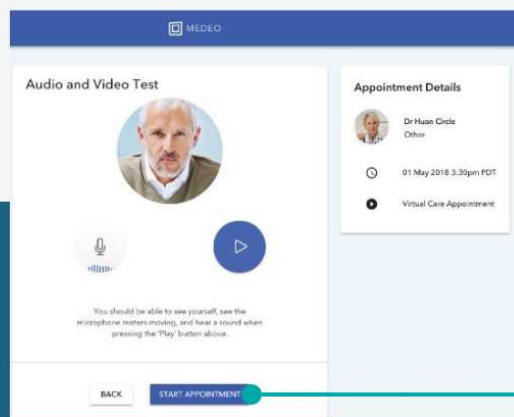 MEDEO
Audio and Video Test
You should be able to see yourself, see the
microphone meters moving, and hear a sound when
pressing the 'Play' button above.
BACK
START APPOINTMENT
Appointment Details
Dr Huan Circle
Other
01 May 2018 3:30pm PDT
Virtual Care Appointment